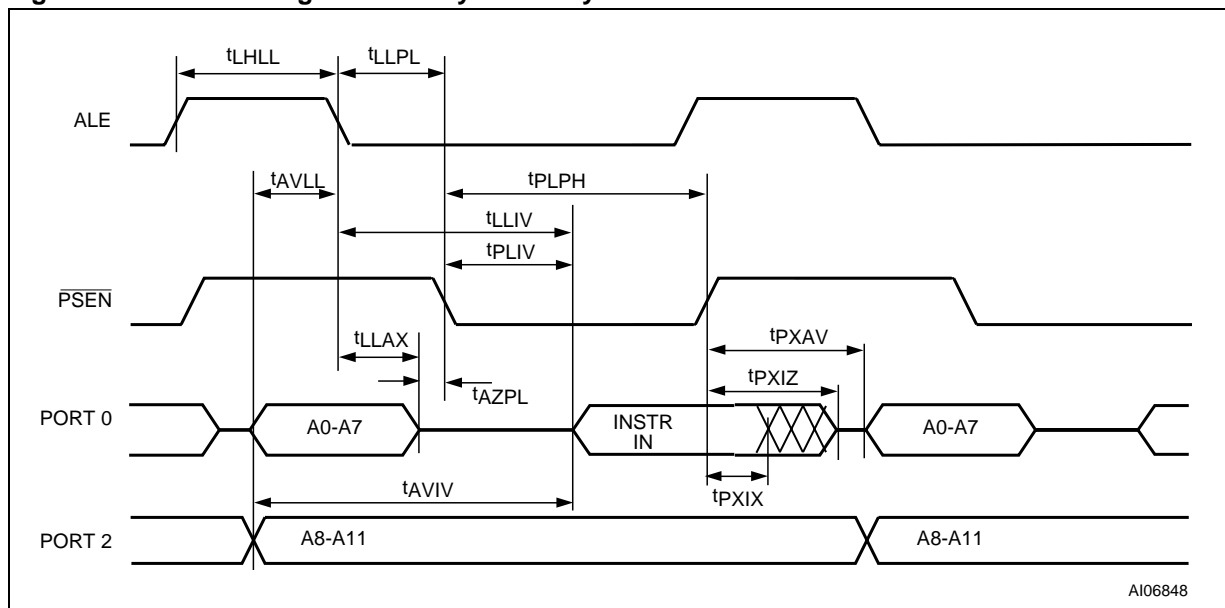 tLHLL tLLPL
ALE
tAVLL tPLPH
tLLIV
tPLIV
PSEN
tLLAX tPXAV
tPXIZ
tAZPL
PORT 0 A0-A7 INSTR IN A0-A7
tPXIX
tAVIV
PORT 2 A8-A11 A8-A11
AI06848